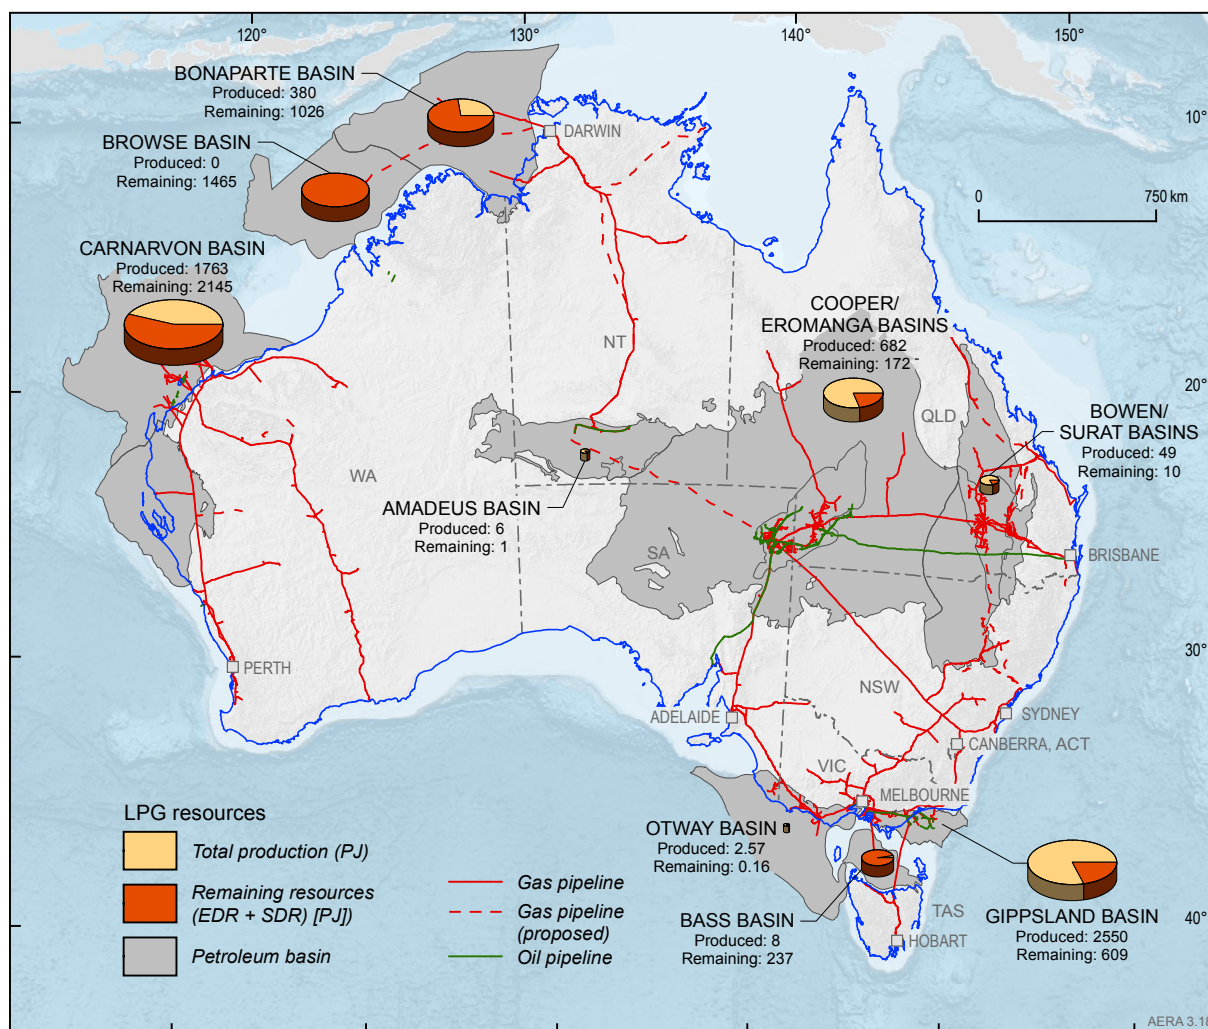 120°
130°
140°
150°
10°
20°
30°
40°
BONAPARTE BASIN
Produced: 380
Remaining: 1026
BROWSE BASIN
Produced: 0
Remaining: 1465
CARNARVON BASIN
Produced: 1763
Remaining: 2145
DARWIN
0
750 km
COOPER/
EROMANGA BASINS
Produced: 682
Remaining: 172
NT
QLD
BOWEN/
SURAT BASINS
Produced: 49
Remaining: 10
WA
AMADEUS BASIN
Produced: 6
Remaining: 1
SA
BRISBANE
PERTH
NSW
ADELAIDE
SYDNEY
CANBERRA, ACT
VIC
MELBOURNE
OTWAY BASIN
Produced: 2.57
Remaining: 0.16
BASS BASIN
Produced: 8
Remaining: 237
TAS
HOBART
GIPPSLAND BASIN
Produced: 2550
Remaining: 609
LPG resources
Total production (PJ)
Remaining resources
(EDR + SDR) [PJ])
Petroleum basin
Gas pipeline
Gas pipeline
(proposed)
Oil pipeline
AERA 3.18